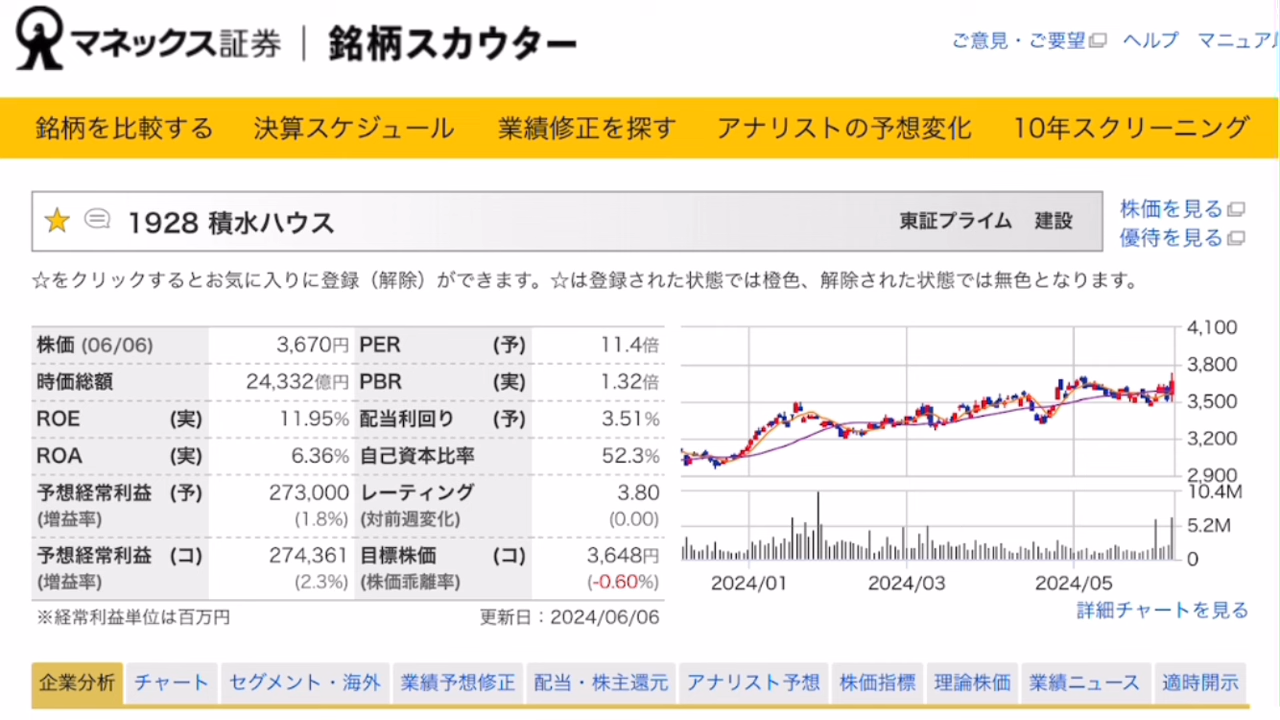 マネックス証券 | 銘柄スカウター
ご意見・ご要望 ヘルプ マニュアル
銘柄を比較する 決算スケジュール 業績修正を探す アナリストの予想変化 10年スクリーニング
1928 積水ハウス 東証プライム 建設
株価を見る
優待を見る
☆をクリックするとお気に入りに登録（解除）ができます。☆は登録された状態では橙色、解除された状態では無色となります。
株価 (06/06) 3,670円 PER (予) 11.4倍
時価総額 24,332億円 PBR (実) 1.32倍
ROE (実) 11.95% 配当利回り (予) 3.51%
ROA (実) 6.36% 自己資本比率 52.3%
予想経常利益 (予) 273,000 レーティング 3.80
(増益率) (1.8%) (対前週変化) (0.00)
予想経常利益 (コ) 274,361 目標株価 (コ) 3,648円
(増益率) (2.3%) (株価乖離率) (-0.60%)
※経常利益単位は百万円 更新日：2024/06/06
4,100
3,800
3,500
3,200
2,900
10.4M
5.2M
0
2024/01 2024/03 2024/05
詳細チャートを見る
企業分析 チャート セグメント・海外 業績予想修正 配当・株主還元 アナリスト予想 株価指標 理論株価 業績ニュース 適時開示